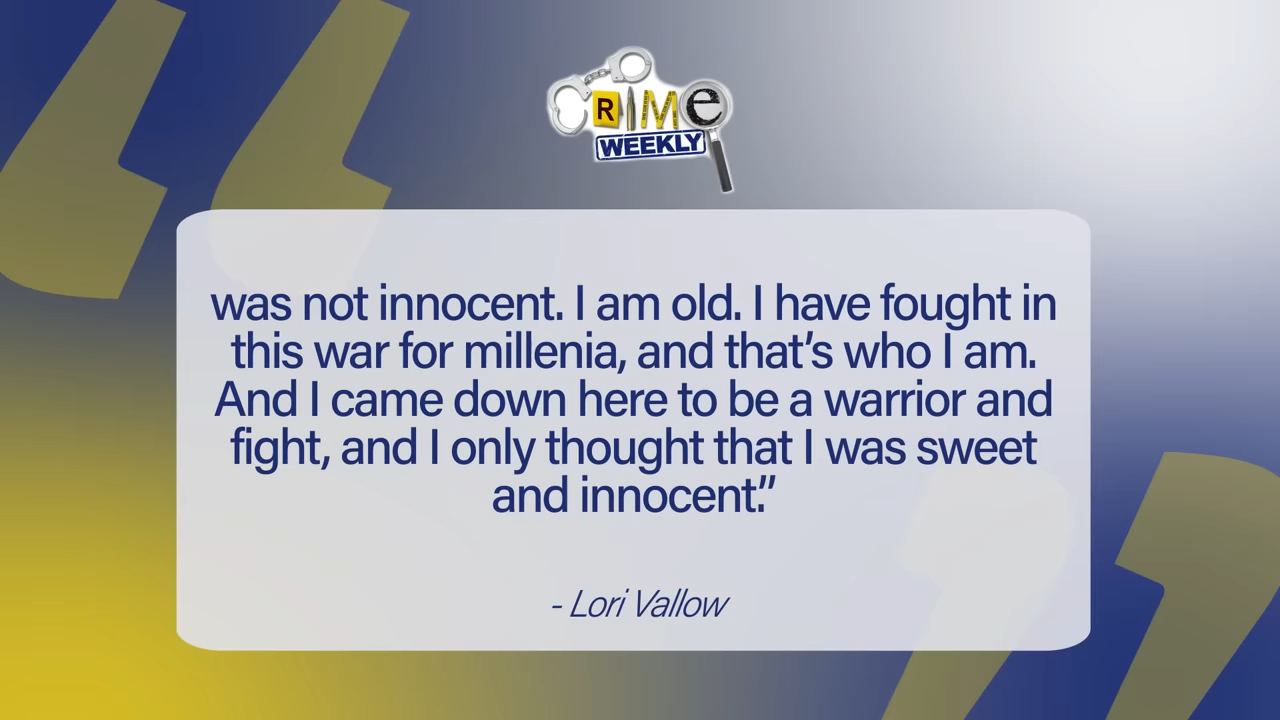 CRIME
WEEKLY
was not innocent. I am old. I have fought in
this war for millenia, and that’s who I am.
And I came down here to be a warrior and
fight, and I only thought that I was sweet
and innocent.”
- Lori Vallow